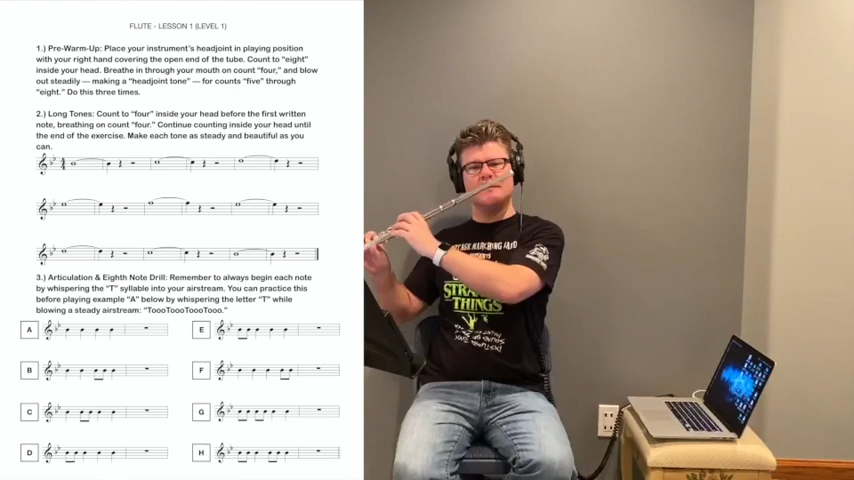 FLUTE - LESSON 1 (LEVEL 1)
1.) Pre-Warm-Up: Place your instrument's headjoint in playing position
with your right hand covering the open end of the tube. Count to "eight"
inside your head. Breathe in through your mouth on count "four," and blow
out steadily — making a "headjoint tone" — for counts "five" through
"eight." Do this three times.
2.) Long Tones: Count to "four" inside your head before the first written
note, breathing on count "four." Continue counting inside your head until
the end of the exercise. Make each tone as steady and beautiful as you
can.
3.) Articulation & Eighth Note Drill: Remember to always begin each note
by whispering the "T" syllable into your airstream. You can practice this
before playing example "A" below by whispering the letter "T" while
blowing a steady airstream: "ToooToooToooTooo."
A
E
B
F
C
G
D
H
MARCHING BAND
STRANGER
THINGS